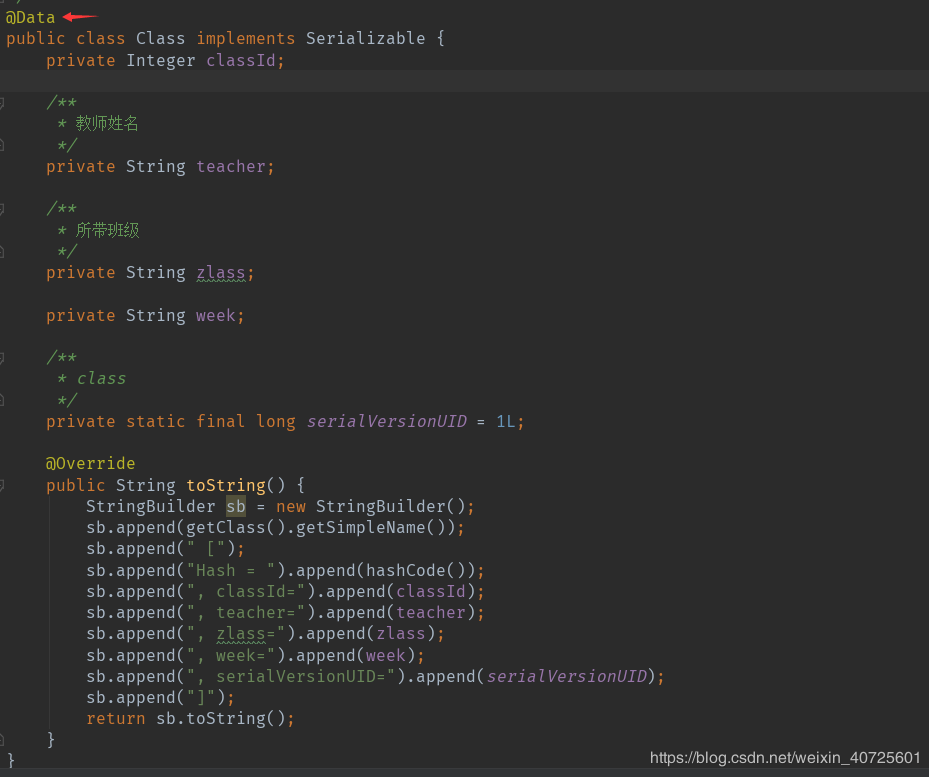 */
@Data
public class Class implements Serializable {
    private Integer classId;
    /**
     * 教师姓名
     */
    private String teacher;
    /**
     * 所带班级
     */
    private String zlass;
    private String week;
    /**
     * class
     */
    private static final long serialVersionUID = 1L;
    @Override
    public String toString() {
        StringBuilder sb = new StringBuilder();
        sb.append(getClass().getSimpleName());
        sb.append(" [");
        sb.append("Hash = ").append(hashCode());
        sb.append(", classId=").append(classId);
        sb.append(", teacher=").append(teacher);
        sb.append(", zlass=").append(zlass);
        sb.append(", week=").append(week);
        sb.append(", serialVersionUID=").append(serialVersionUID);
        sb.append("]");
        return sb.toString();
    }
}
https://blog.csdn.net/weixin_40725601